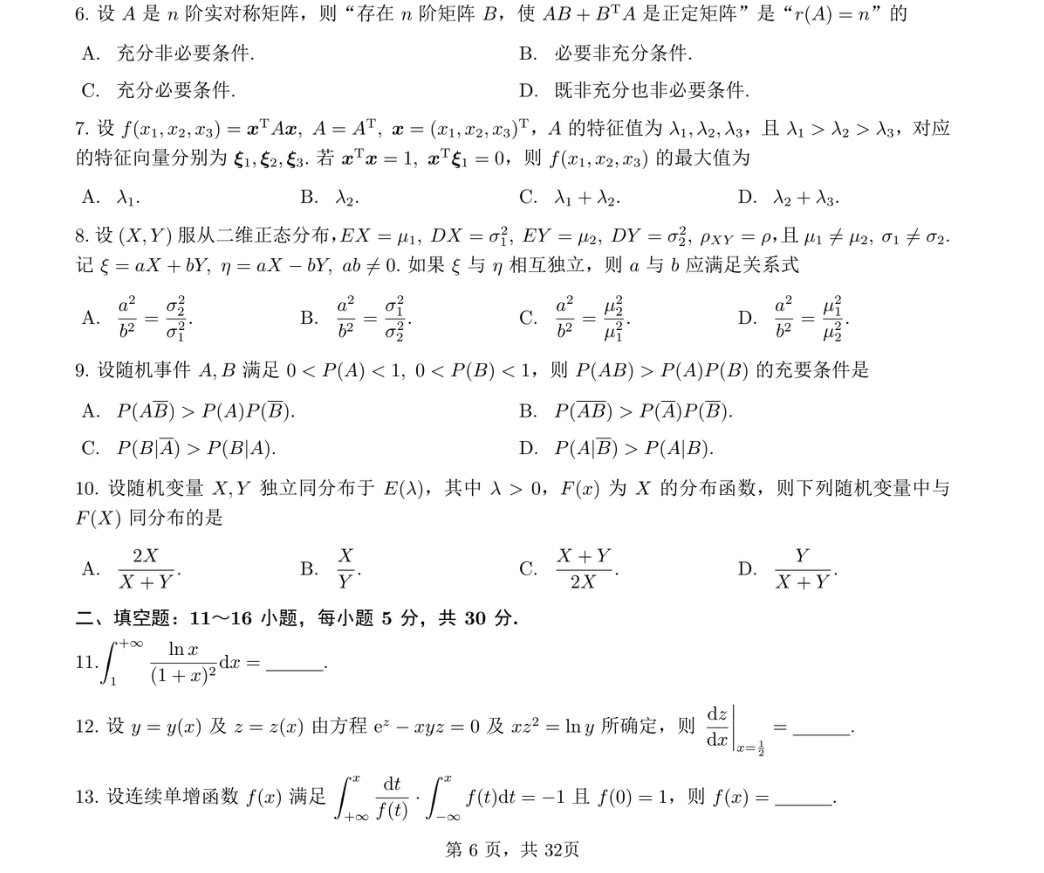 6. 设 A 是 n 阶实对称矩阵，则“存在 n 阶矩阵 B，使 AB + BᵀA 是正定矩阵”是“r(A) = n”的
A. 充分非必要条件. B. 必要非充分条件.
C. 充分必要条件. D. 既非充分也非必要条件.
7. 设 f(x₁, x₂, x₃) = xᵀAx, A = Aᵀ, x = (x₁, x₂, x₃)ᵀ，A 的特征值为 λ₁, λ₂, λ₃，且 λ₁ > λ₂ > λ₃，对应
的特征向量分别为 ξ₁, ξ₂, ξ₃. 若 xᵀx = 1, xᵀξ₁ = 0，则 f(x₁, x₂, x₃) 的最大值为
A. λ₁. B. λ₂. C. λ₁ + λ₂. D. λ₂ + λ₃.
8. 设 (X, Y) 服从二维正态分布，EX = μ₁, DX = σ₁², EY = μ₂, DY = σ₂², ρ_{XY} = ρ，且 μ₁ ≠ μ₂, σ₁ ≠ σ₂.
记 ξ = aX + bY, η = aX − bY, ab ≠ 0. 如果 ξ 与 η 相互独立，则 a 与 b 应满足关系式
A. a²/b² = σ₂²/σ₁². B. a²/b² = σ₁²/σ₂². C. a²/b² = μ₂²/μ₁². D. a²/b² = μ₁²/μ₂².
9. 设随机事件 A, B 满足 0 < P(A) < 1, 0 < P(B) < 1，则 P(AB) > P(A)P(B) 的充要条件是
A. P(AB̅) > P(A)P(B̅). B. P(A̅B̅) > P(A̅)P(B̅).
C. P(B|A̅) > P(B|A). D. P(A|B̅) > P(A|B).
10. 设随机变量 X, Y 独立同分布于 E(λ)，其中 λ > 0，F(x) 为 X 的分布函数，则下列随机变量中与
F(X) 同分布的是
A. 2X/(X + Y). B. X/Y. C. (X + Y)/2X. D. Y/(X + Y).
二、填空题：11～16 小题，每小题 5 分，共 30 分.
11. ∫₁^{+∞} ln x/(1 + x)² dx = ______.
12. 设 y = y(x) 及 z = z(x) 由方程 eᶻ − xyz = 0 及 xz² = ln y 所确定，则 dz/dx|_{x=1/2} = ______.
13. 设连续单增函数 f(x) 满足 ∫_{+∞}^{x} dt/f(t) · ∫_{−∞}^{x} f(t)dt = −1 且 f(0) = 1，则 f(x) = ______.
第 6 页，共 32页